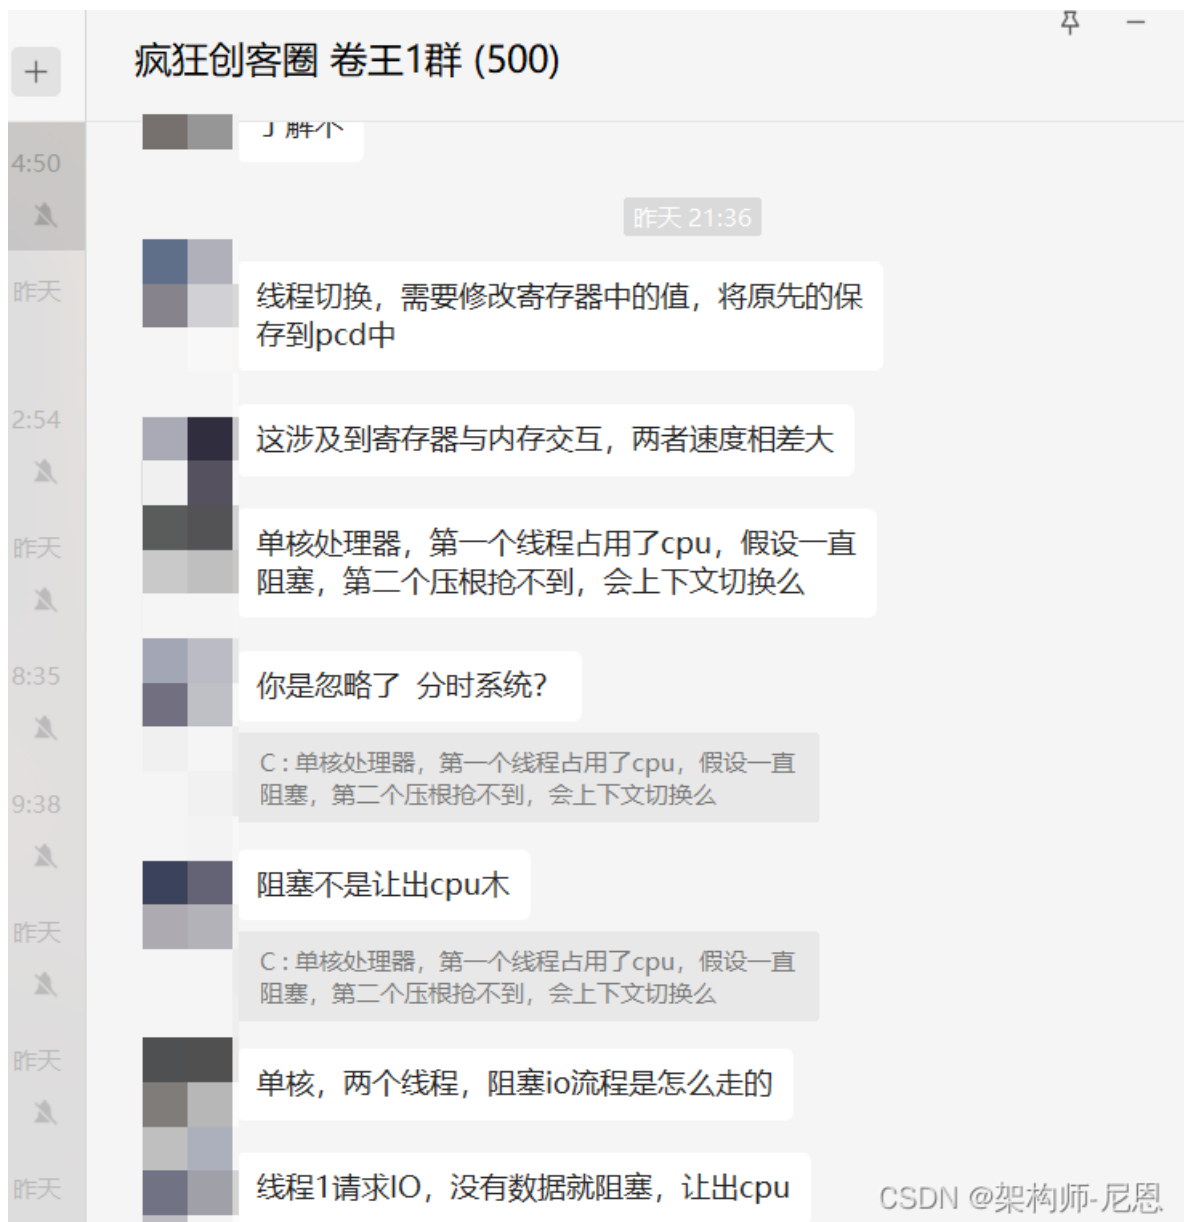 疯狂创客圈 卷王1群 (500)
了解不
4:50
昨天 21:36
昨天
线程切换，需要修改寄存器中的值，将原先的保
存到pcd中
2:54
这涉及到寄存器与内存交互，两者速度相差大
昨天
单核处理器，第一个线程占用了cpu，假设一直
阻塞，第二个压根抢不到，会上下文切换么
8:35
你是忽略了 分时系统?
C : 单核处理器，第一个线程占用了cpu，假设一直
阻塞，第二个压根抢不到，会上下文切换么
9:38
阻塞不是让出cpu木
昨天
C : 单核处理器，第一个线程占用了cpu，假设一直
阻塞，第二个压根抢不到，会上下文切换么
昨天
单核，两个线程，阻塞io流程是怎么走的
昨天
线程1请求IO，没有数据就阻塞，让出cpu
CSDN @架构师-尼恩